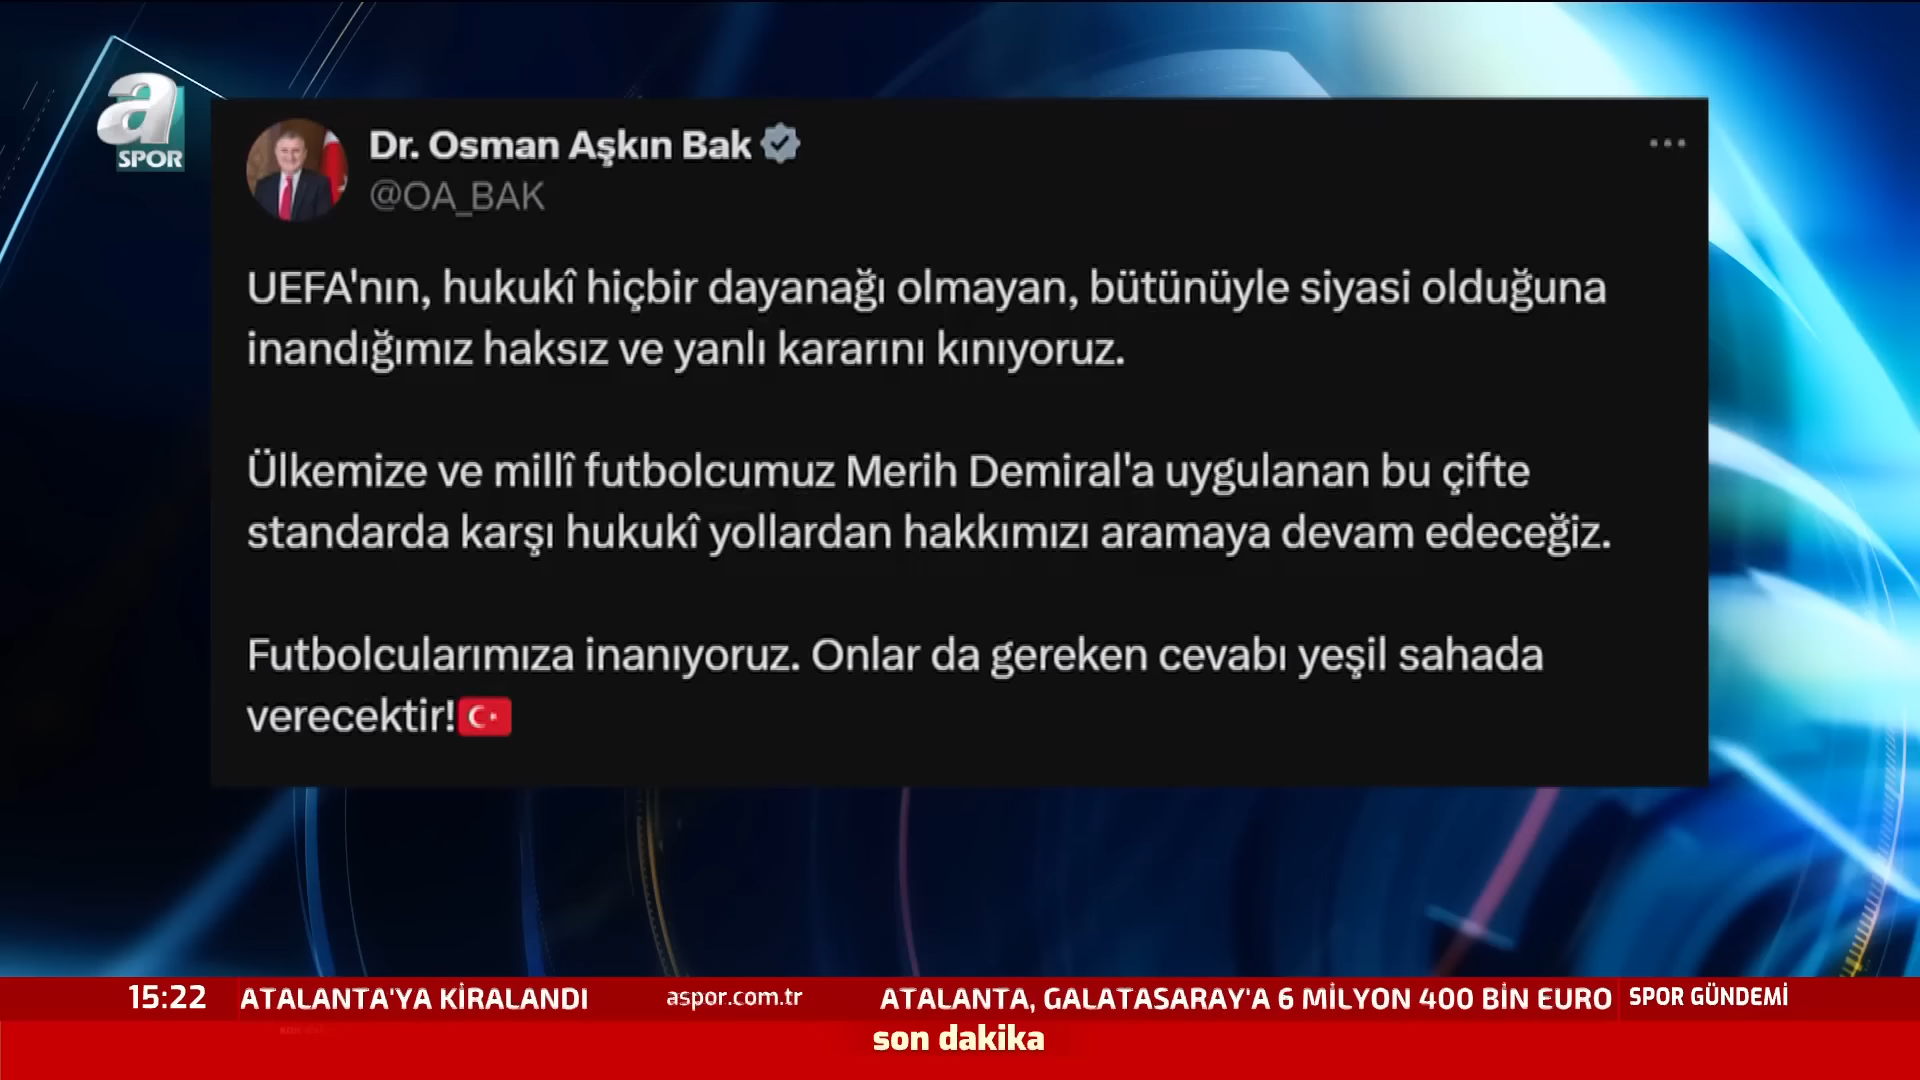 a
SPOR
Dr. Osman Aşkın Bak
@OA_BAK
UEFA'nın, hukukî hiçbir dayanağı olmayan, bütünüyle siyasi olduğuna
inandığımız haksız ve yanlı kararını kınıyoruz.
Ülkemize ve millî futbolcumuz Merih Demiral'a uygulanan bu çifte
standarda karşı hukukî yollardan hakkımızı aramaya devam edeceğiz.
Futbolcularımıza inanıyoruz. Onlar da gereken cevabı yeşil sahada
verecektir!🇹🇷
15:22 ATALANTA'YA KİRALANDI aspor.com.tr ATALANTA, GALATASARAY'A 6 MİLYON 400 BİN EURO SPOR GÜNDEMİ
son dakika